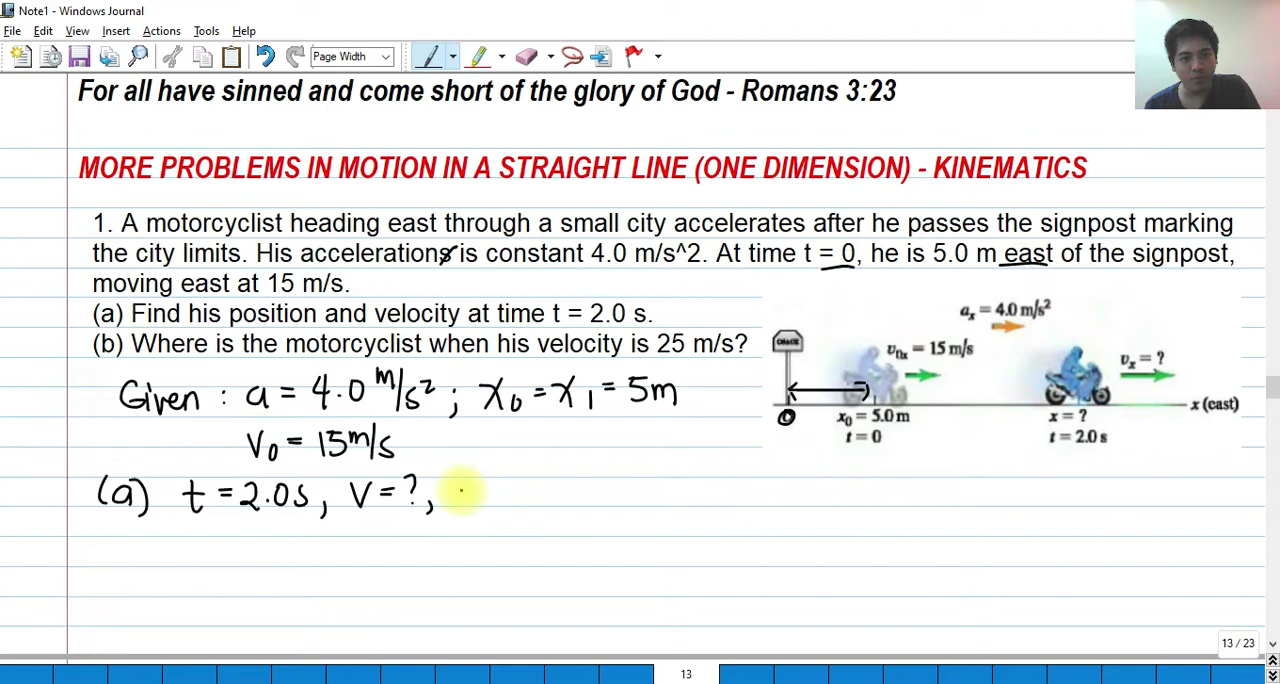 Note1 - Windows Journal
File Edit View Insert Actions Tools Help
Page Width
For all have sinned and come short of the glory of God - Romans 3:23
MORE PROBLEMS IN MOTION IN A STRAIGHT LINE (ONE DIMENSION) - KINEMATICS
1. A motorcyclist heading east through a small city accelerates after he passes the signpost marking
the city limits. His accelerations is constant 4.0 m/s^2. At time t = 0, he is 5.0 m east of the signpost,
moving east at 15 m/s.
(a) Find his position and velocity at time t = 2.0 s.
(b) Where is the motorcyclist when his velocity is 25 m/s?
Given : a = 4.0 m/s² ; x₀ = x₁ = 5m
V₀ = 15 m/s
(a) t = 2.0s, V = ?,
aₓ = 4.0 m/s²
v₀ₓ = 15 m/s
vₓ = ?
O
x₀ = 5.0 m
t = 0
x = ?
t = 2.0 s
x (east)
13 / 23
13